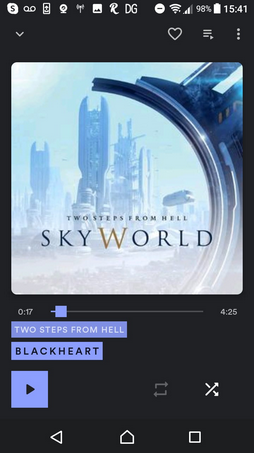 DG 98% 15:41
TWO STEPS FROM HELL
SKYWORLD
0:17 4:25
TWO STEPS FROM HELL
BLACKHEART